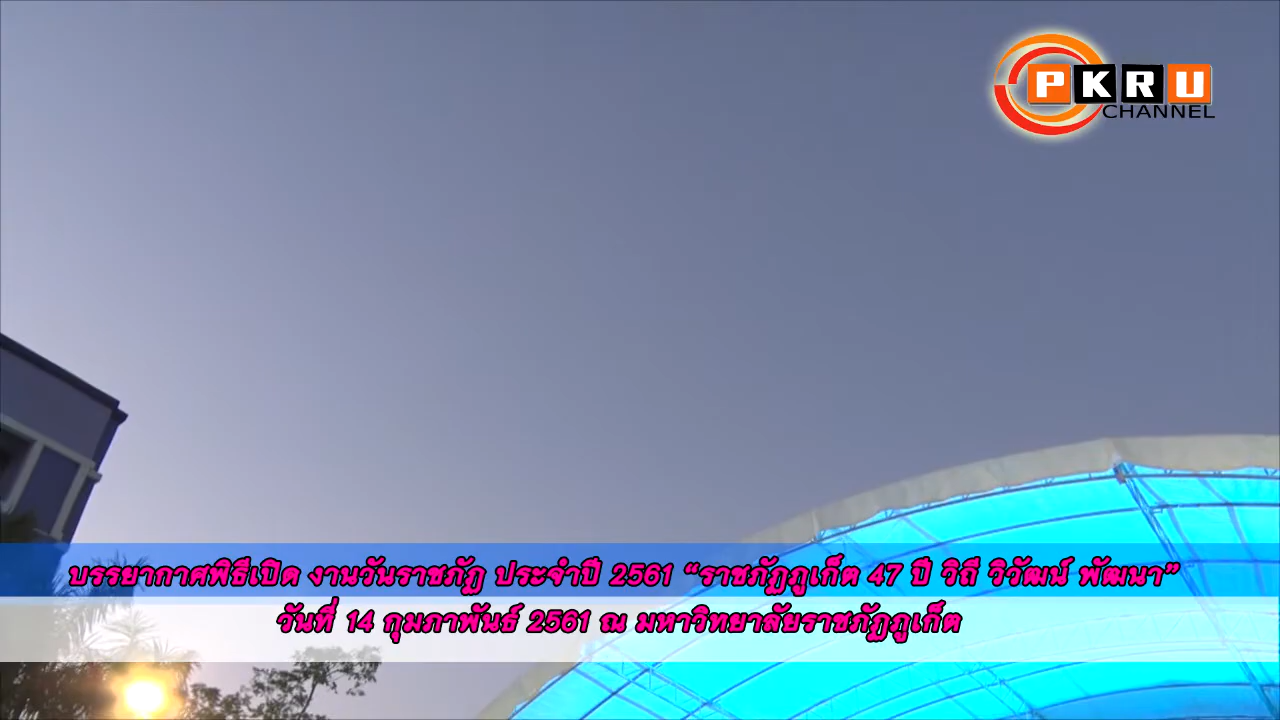 PKRU
CHANNEL
บรรยากาศพิธีเปิด งานวันราชภัฏ ประจำปี 2561 “ราชภัฏภูเก็ต 47 ปี วิถี วิวัฒน์ พัฒนา”
วันที่ 14 กุมภาพันธ์ 2561 ณ มหาวิทยาลัยราชภัฏภูเก็ต